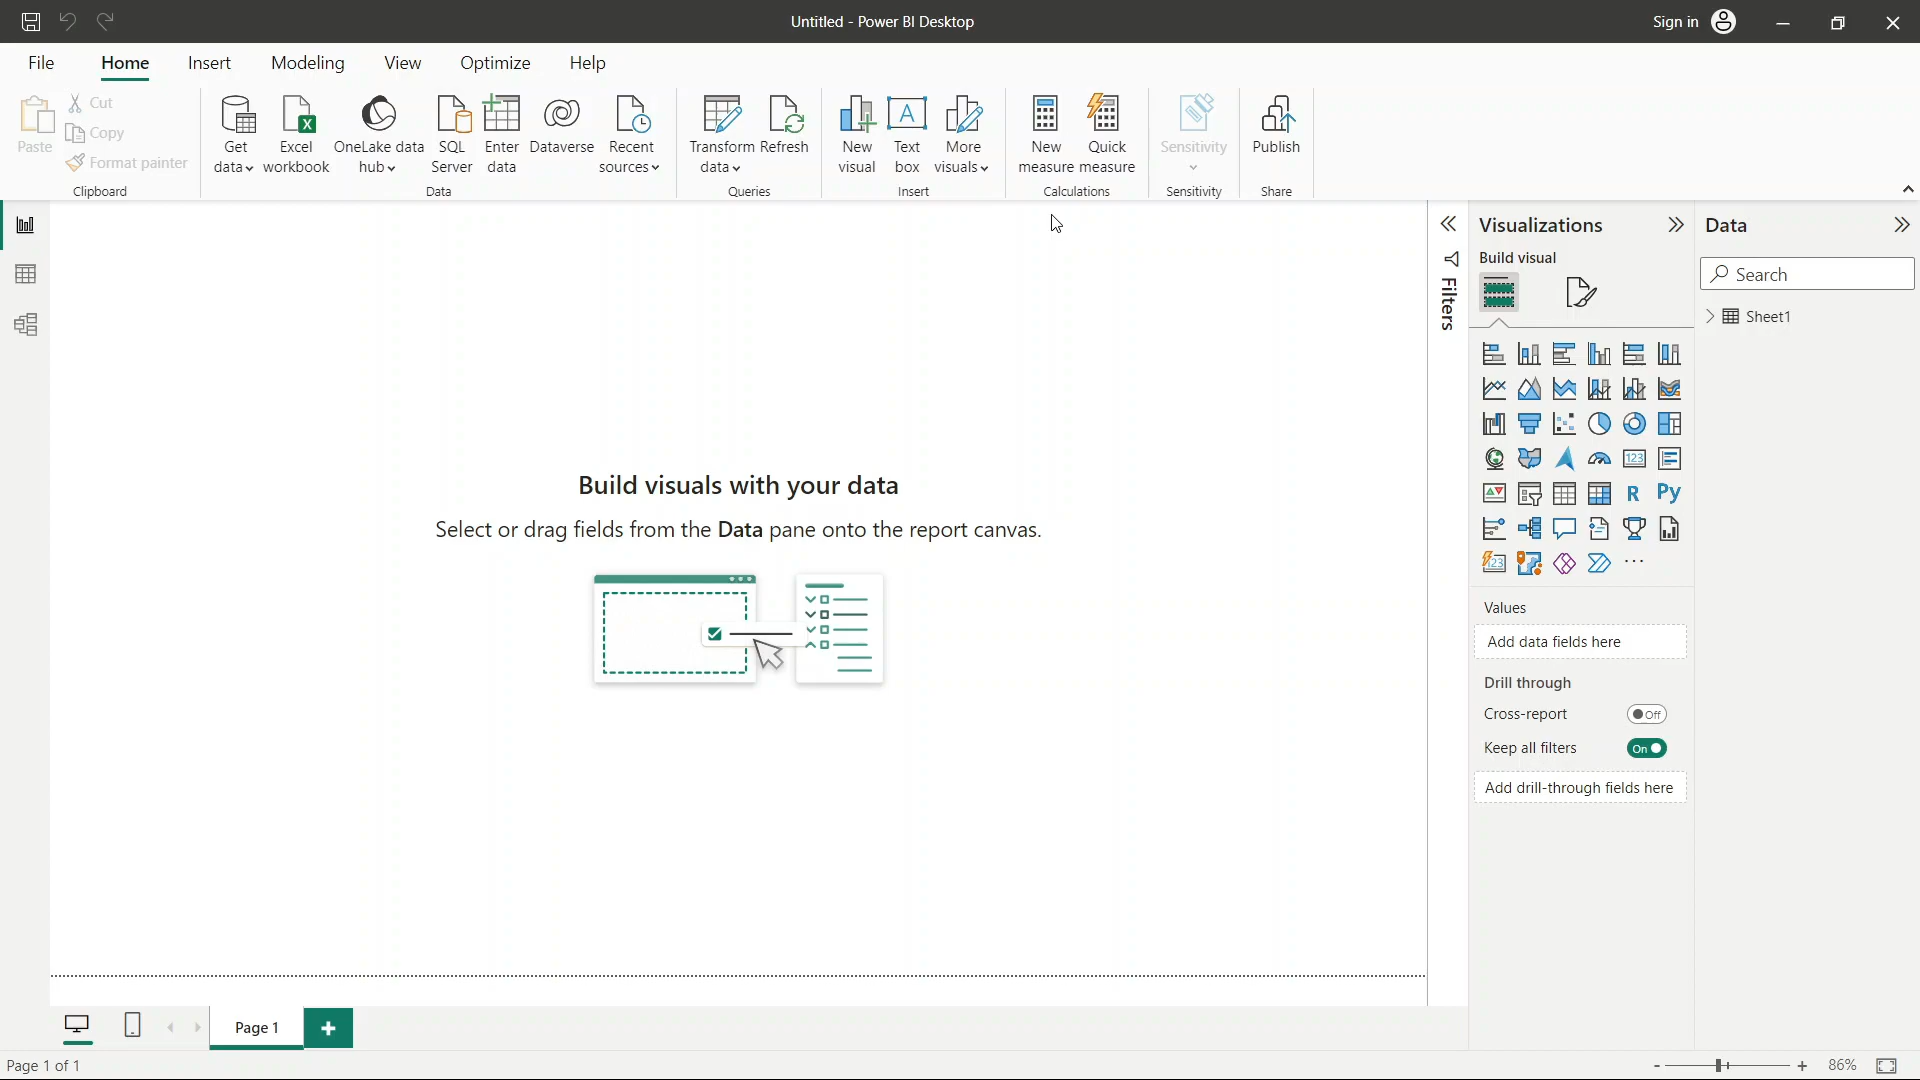 Untitled - Power BI Desktop
Sign in
File Home Insert Modeling View Optimize Help
Paste
Cut
Copy
Format painter
Clipboard
Get data
Excel workbook
OneLake data hub
SQL Server
Enter data
Dataverse
Recent sources
Data
Transform data
Refresh
Queries
New visual
A
Text box
More visuals
Insert
New measure
Quick measure
Calculations
Sensitivity
Sensitivity
Publish
Share
Filters
Visualizations
Build visual
123
R
Py
123
Values
Add data fields here
Drill through
Cross-report
Off
Keep all filters
On
Add drill-through fields here
Data
Search
Sheet1
Build visuals with your data
Select or drag fields from the Data pane onto the report canvas.
Page 1
Page 1 of 1
86%